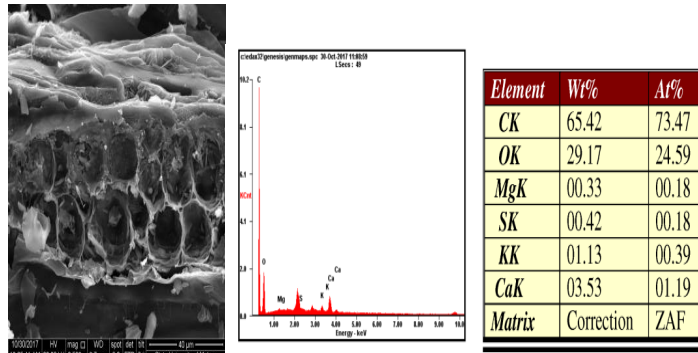 c:\edax32\genesis\genmaps.spc 30-Oct-2017 11:08:59
LSecs : 49
10.2
C
8.1
6.1
KCnt
4.1
2.0
0.0
O
Mg
S
K
K
Ca
Ca
1.00 2.00 3.00 4.00 5.00 6.00 7.00 8.00 9.00 10.0
Energy - keV
Element Wt% At%
CK 65.42 73.47
OK 29.17 24.59
MgK 00.33 00.18
SK 00.42 00.18
KK 01.13 00.39
CaK 03.53 01.19
Matrix Correction ZAF
10/30/2017 HV mag WD spot det tilt 40 µm